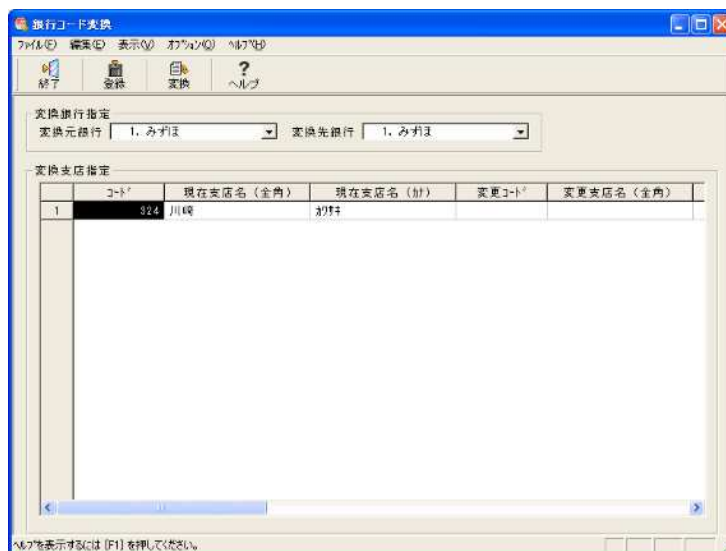 銀行コード変換
ﾌｧｲﾙ(F) 編集(E) 表示(V) ｵﾌﾟｼｮﾝ(O) ﾍﾙﾌﾟ(H)
終了 登録 変換 ? ヘルプ
変換銀行指定
変換元銀行 1. みずほ 変換先銀行 1. みずほ
変換支店指定
ｺｰﾄﾞ 現在支店名（全角） 現在支店名（ｶﾅ） 変更ｺｰﾄﾞ 変更支店名（全角）
1 324 川崎 ｶﾜｻｷ
ﾍﾙﾌﾟを表示するには [F1] を押してください。